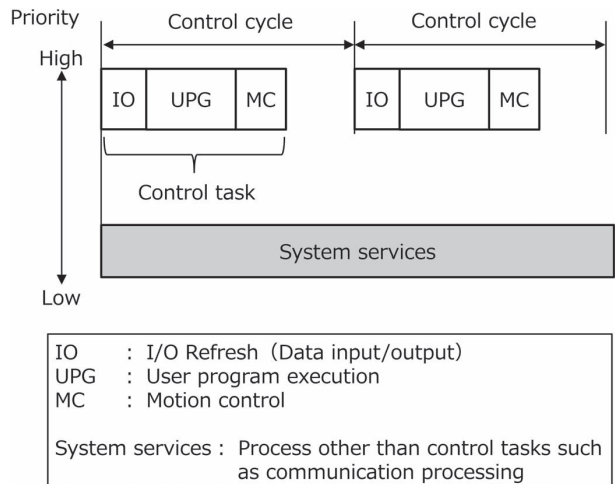 Priority
Control cycle
Control cycle
High
IO
UPG
MC
IO
UPG
MC
Control task
System services
Low
IO : I/O Refresh (Data input/output)
UPG : User program execution
MC : Motion control
System services : Process other than control tasks such
as communication processing